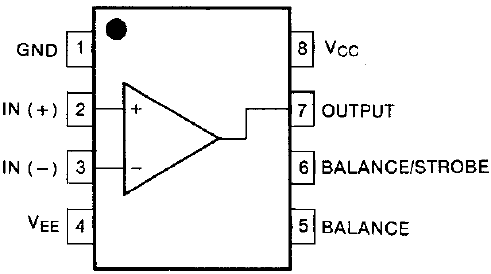 GND 1 8 VCC
IN (+) 2 + 7 OUTPUT
IN (−) 3 − 6 BALANCE/STROBE
VEE 4 5 BALANCE